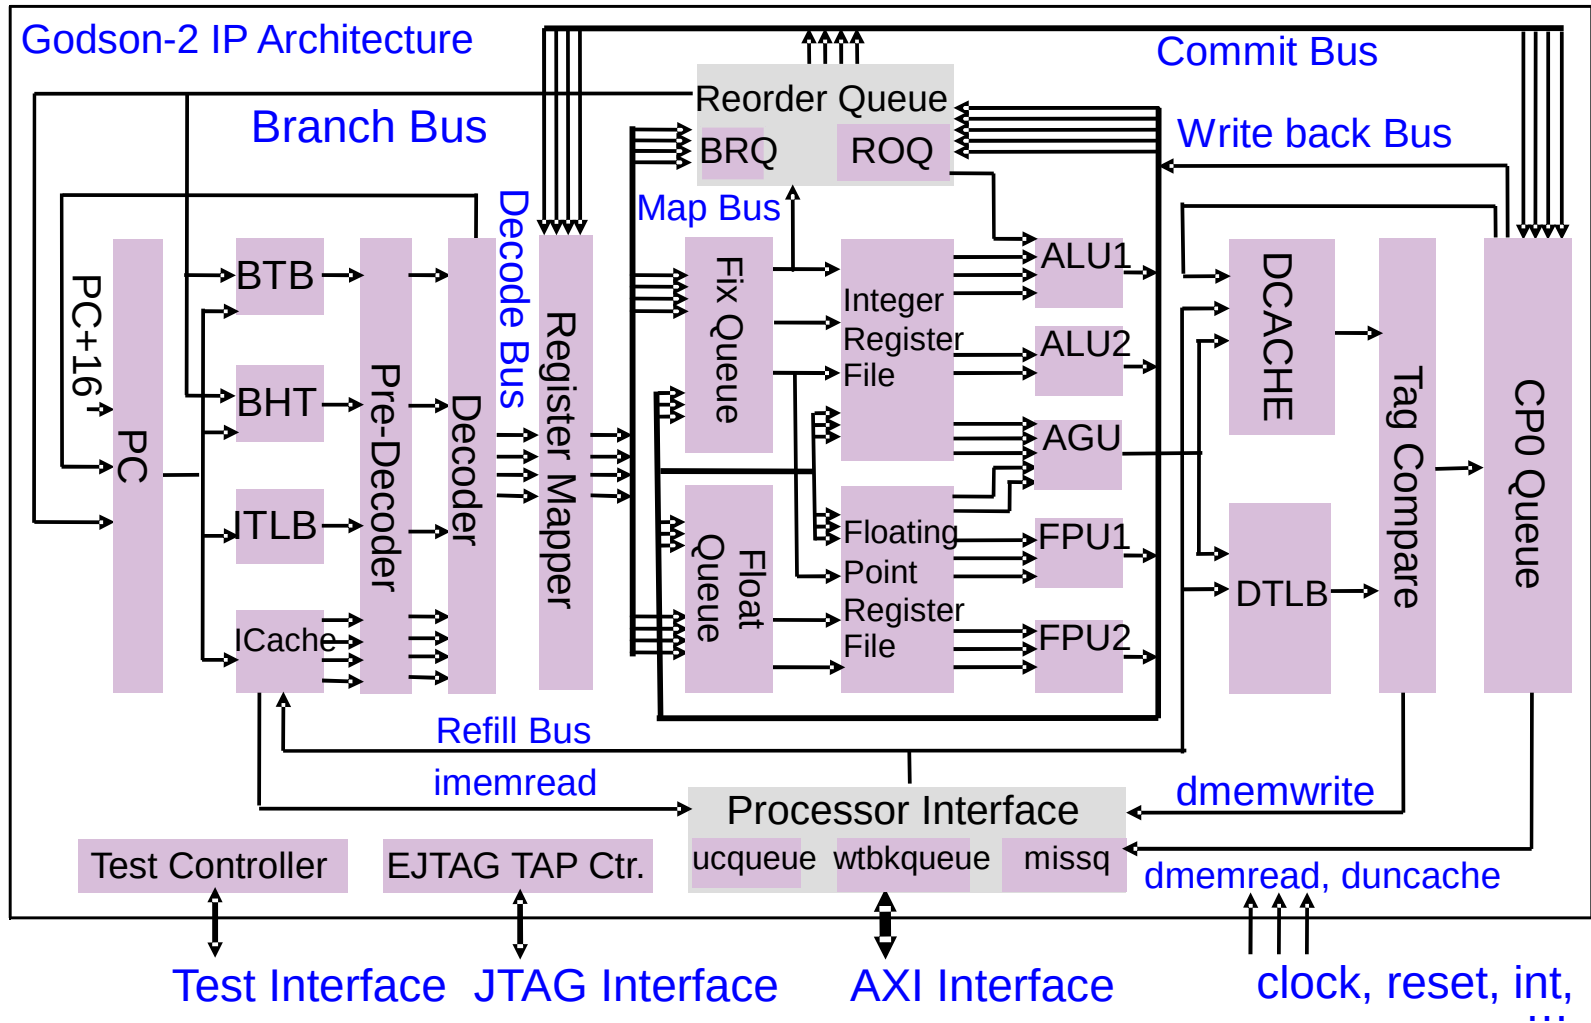 Godson-2 IP Architecture
Commit Bus
Reorder Queue
Branch Bus
BRQ
ROQ
Write back Bus
Decode Bus
Map Bus
PC+16
PC
BTB
BHT
ITLB
ICache
Pre-Decoder
Decoder
Register Mapper
Fix Queue
Float
Queue
Integer
Register
File
Floating
Point
Register
File
ALU1
ALU2
AGU
FPU1
FPU2
DCACHE
DTLB
Tag Compare
CP0 Queue
Refill Bus
imemread
Processor Interface
dmemwrite
ucqueue
wtbkqueue
missq
dmemread, duncache
Test Controller
EJTAG TAP Ctr.
Test Interface
JTAG Interface
AXI Interface
clock, reset, int,
...